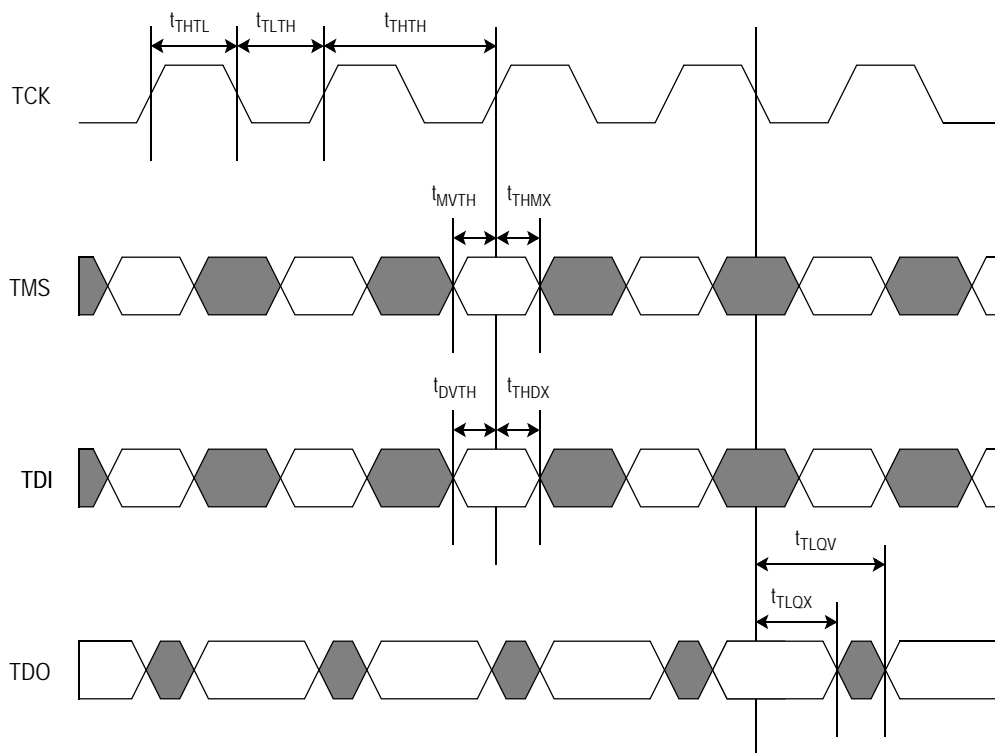 tTHTL tTLTH tTHTH
TCK
tMVTH tTHMX
TMS
tDVTH tTHDX
TDI
tTLQV
tTLQX
TDO